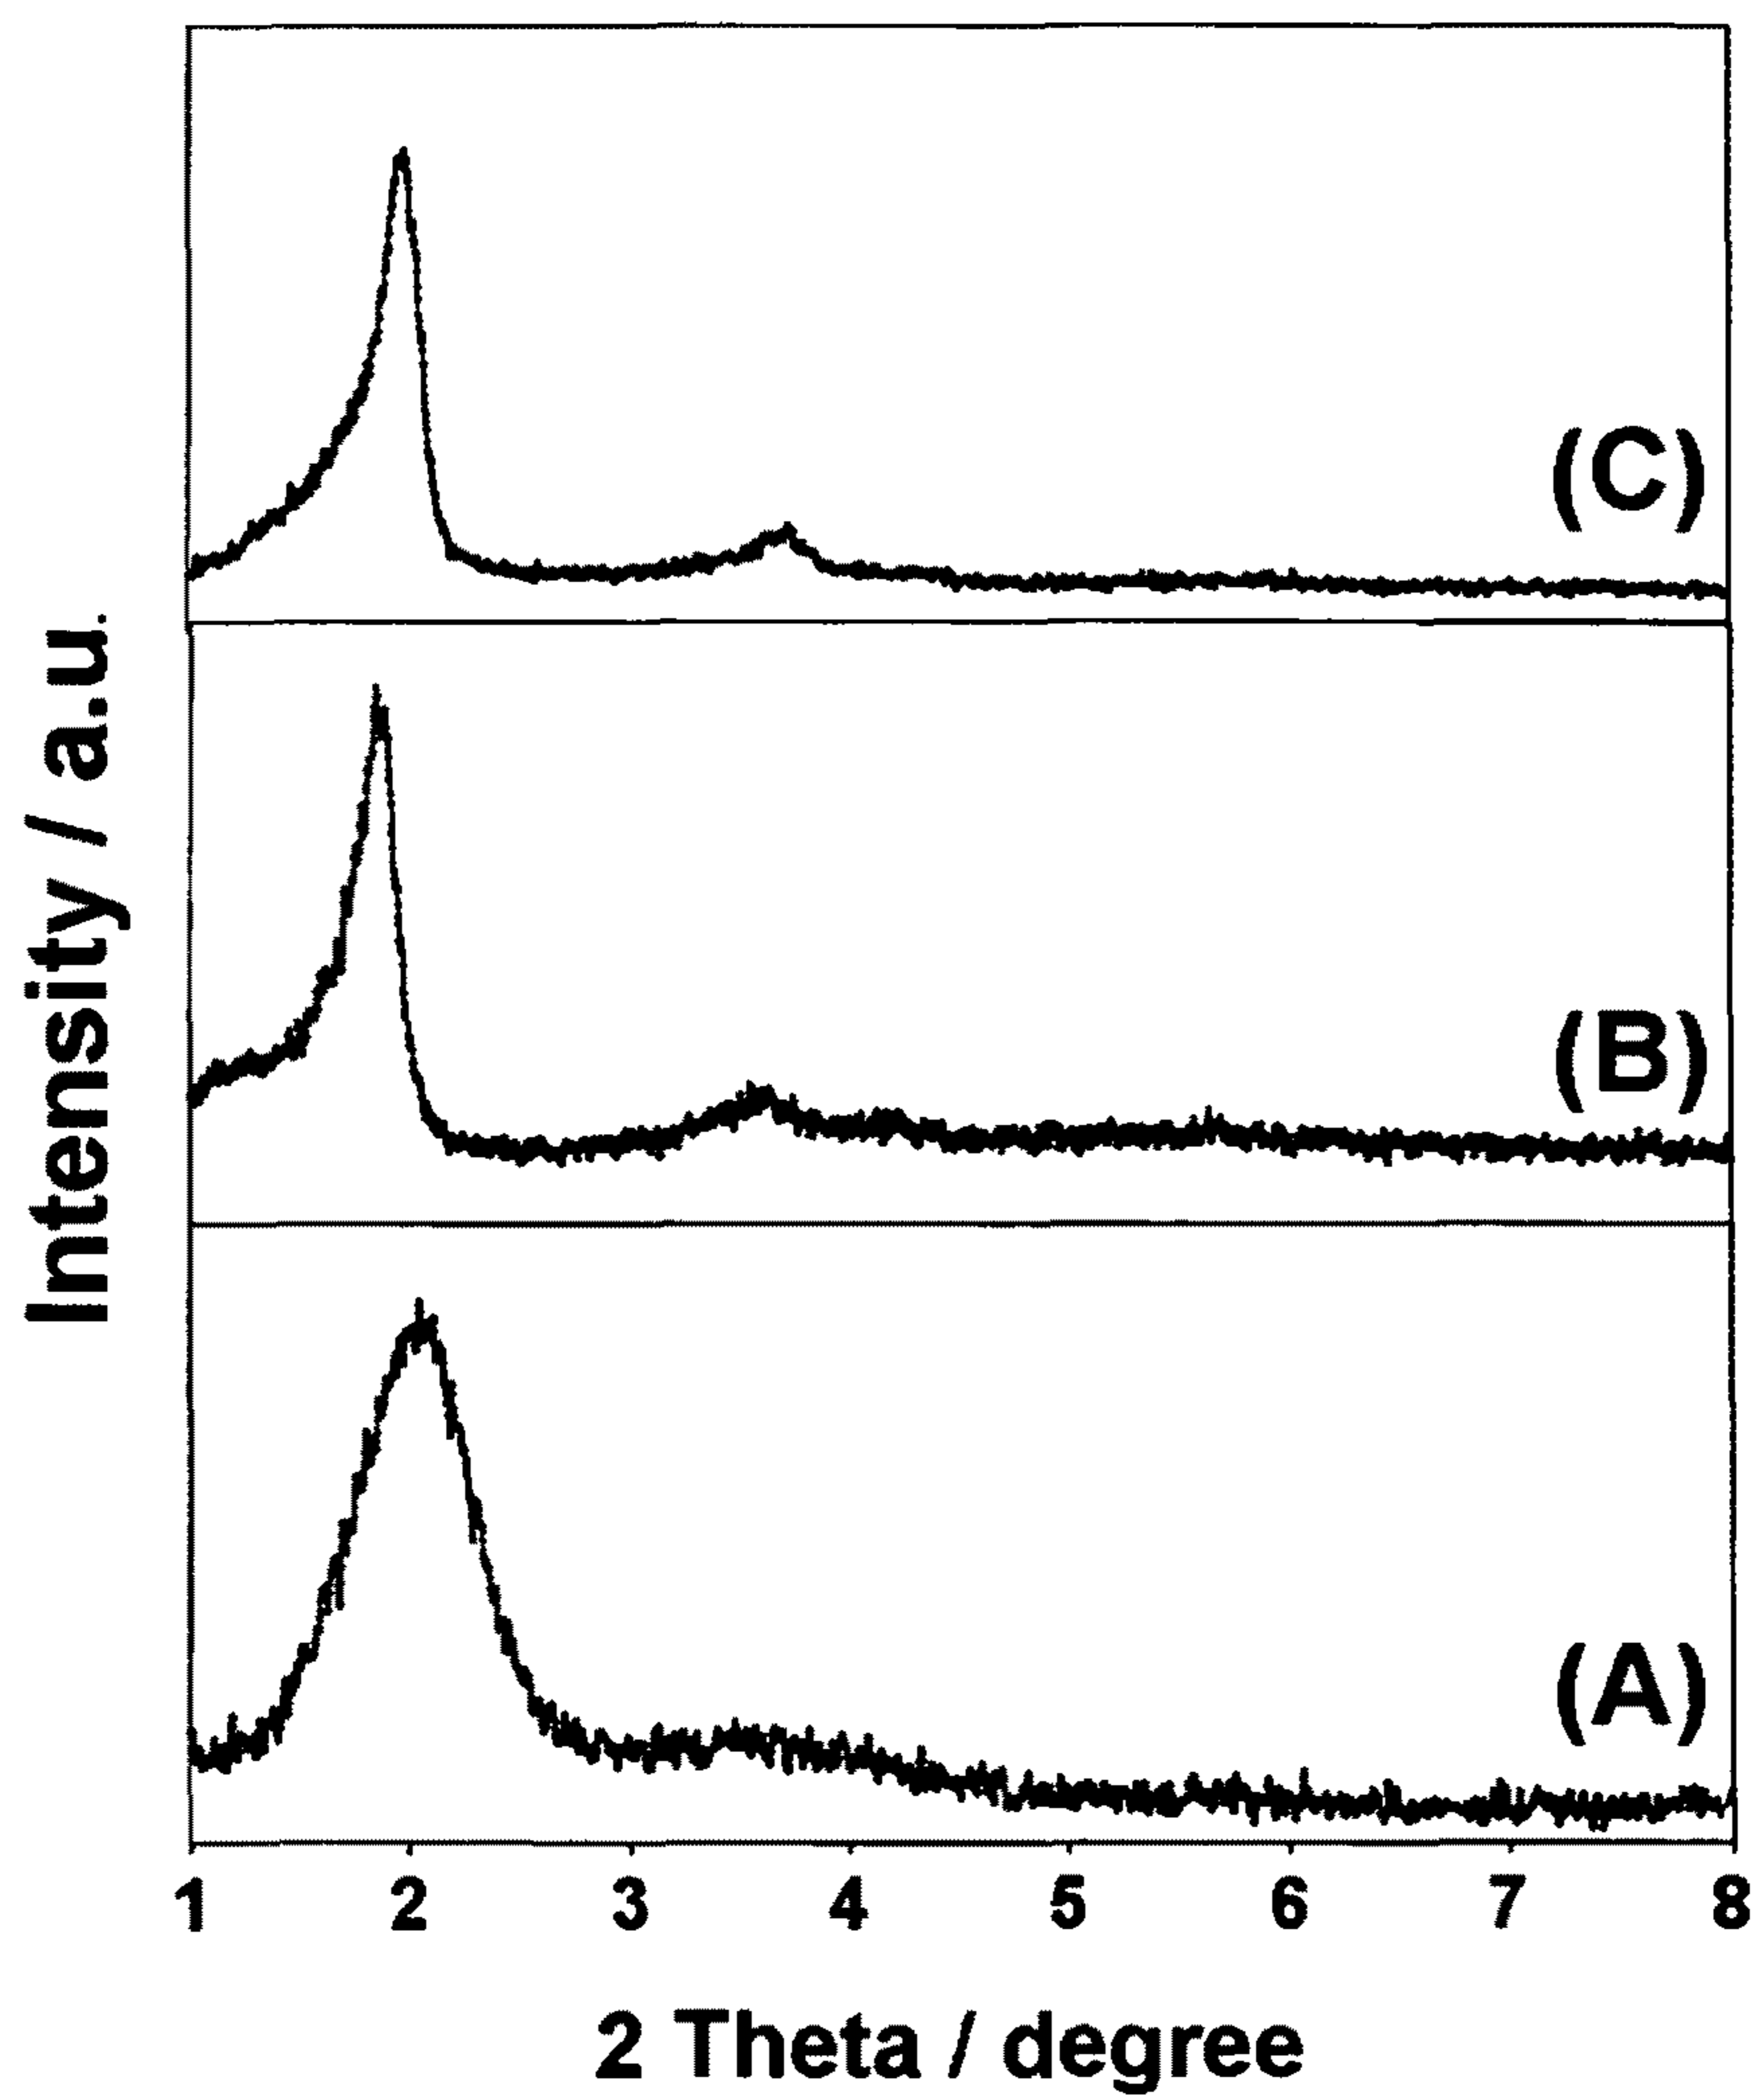 (C)
(B)
(A)
Intensity / a.u.
1 2 3 4 5 6 7 8
2 Theta / degree